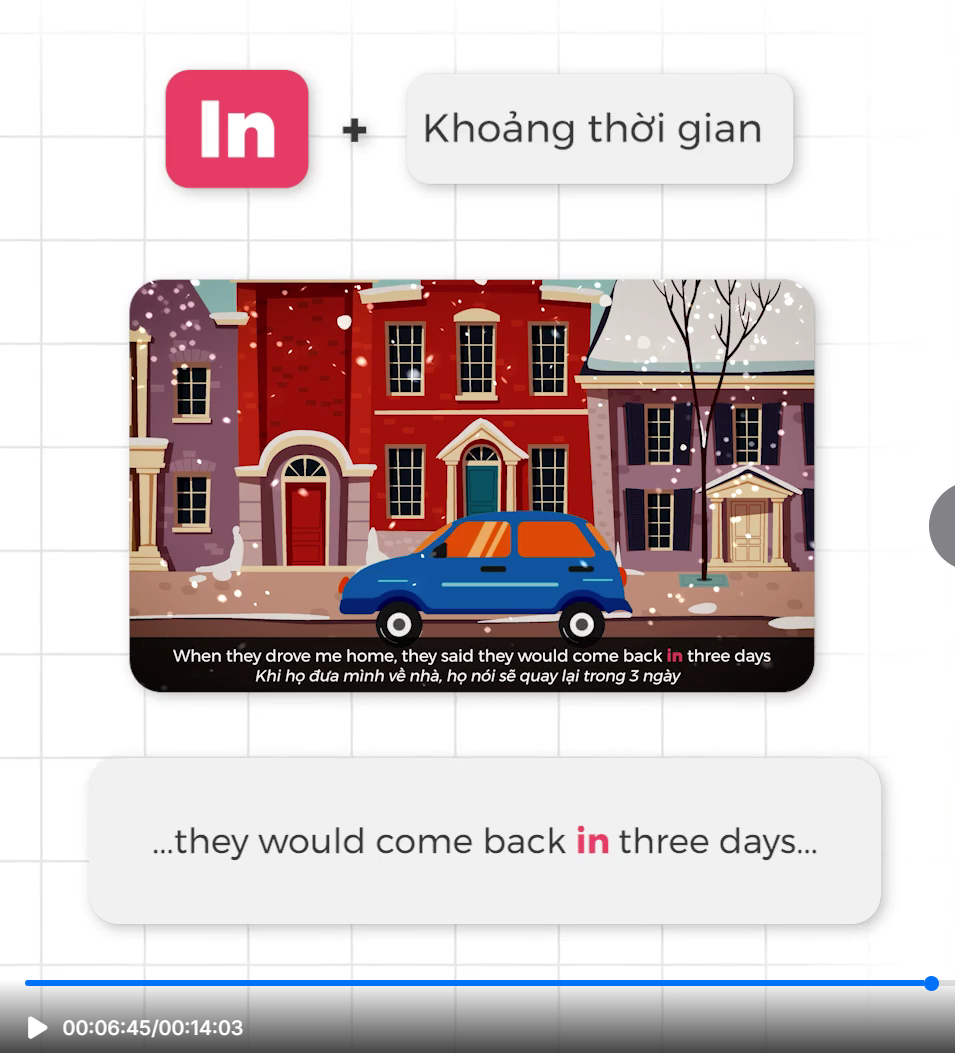 In + Khoảng thời gian
When they drove me home, they said they would come back in three days
Khi họ đưa mình về nhà, họ nói sẽ quay lại trong 3 ngày
...they would come back in three days...
00:06:45/00:14:03